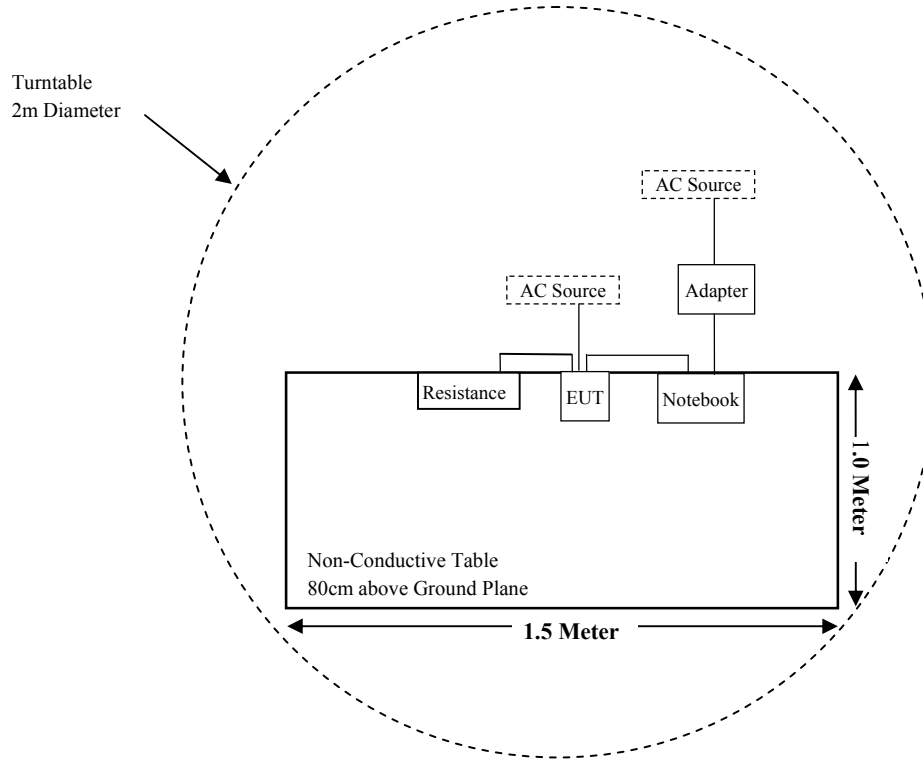 Turntable
2m Diameter
AC Source
AC Source
Adapter
Resistance
EUT
Notebook
1.0 Meter
Non-Conductive Table
80cm above Ground Plane
1.5 Meter